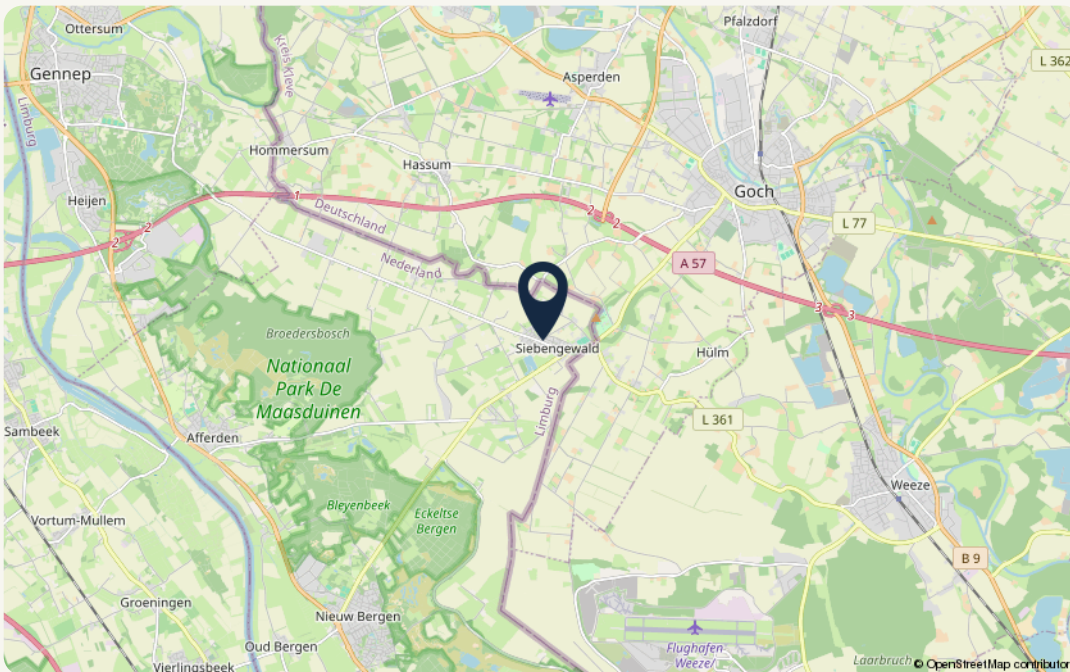 Ottersum
Pfalzdorf
L 362
Gennep
Kreis Kleve
Asperden
Limburg
Hommersum
Hassum
Goch
Heijen
1
Deutschland
2
2
L 77
2
2
Nederland
A 57
3
3
Broedersbosch
Siebengewald
Hülm
Nationaal
Park De
Maasduinen
Limburg
L 361
Sambeek
Afferden
Weeze
Bleyenbeek
Eckeltse
Bergen
Vortum-Mullem
B 9
Groeningen
Nieuw Bergen
Oud Bergen
Flughafen
Weeze/
Laarbruch
Vierlingsbeek
© OpenStreetMap contributor